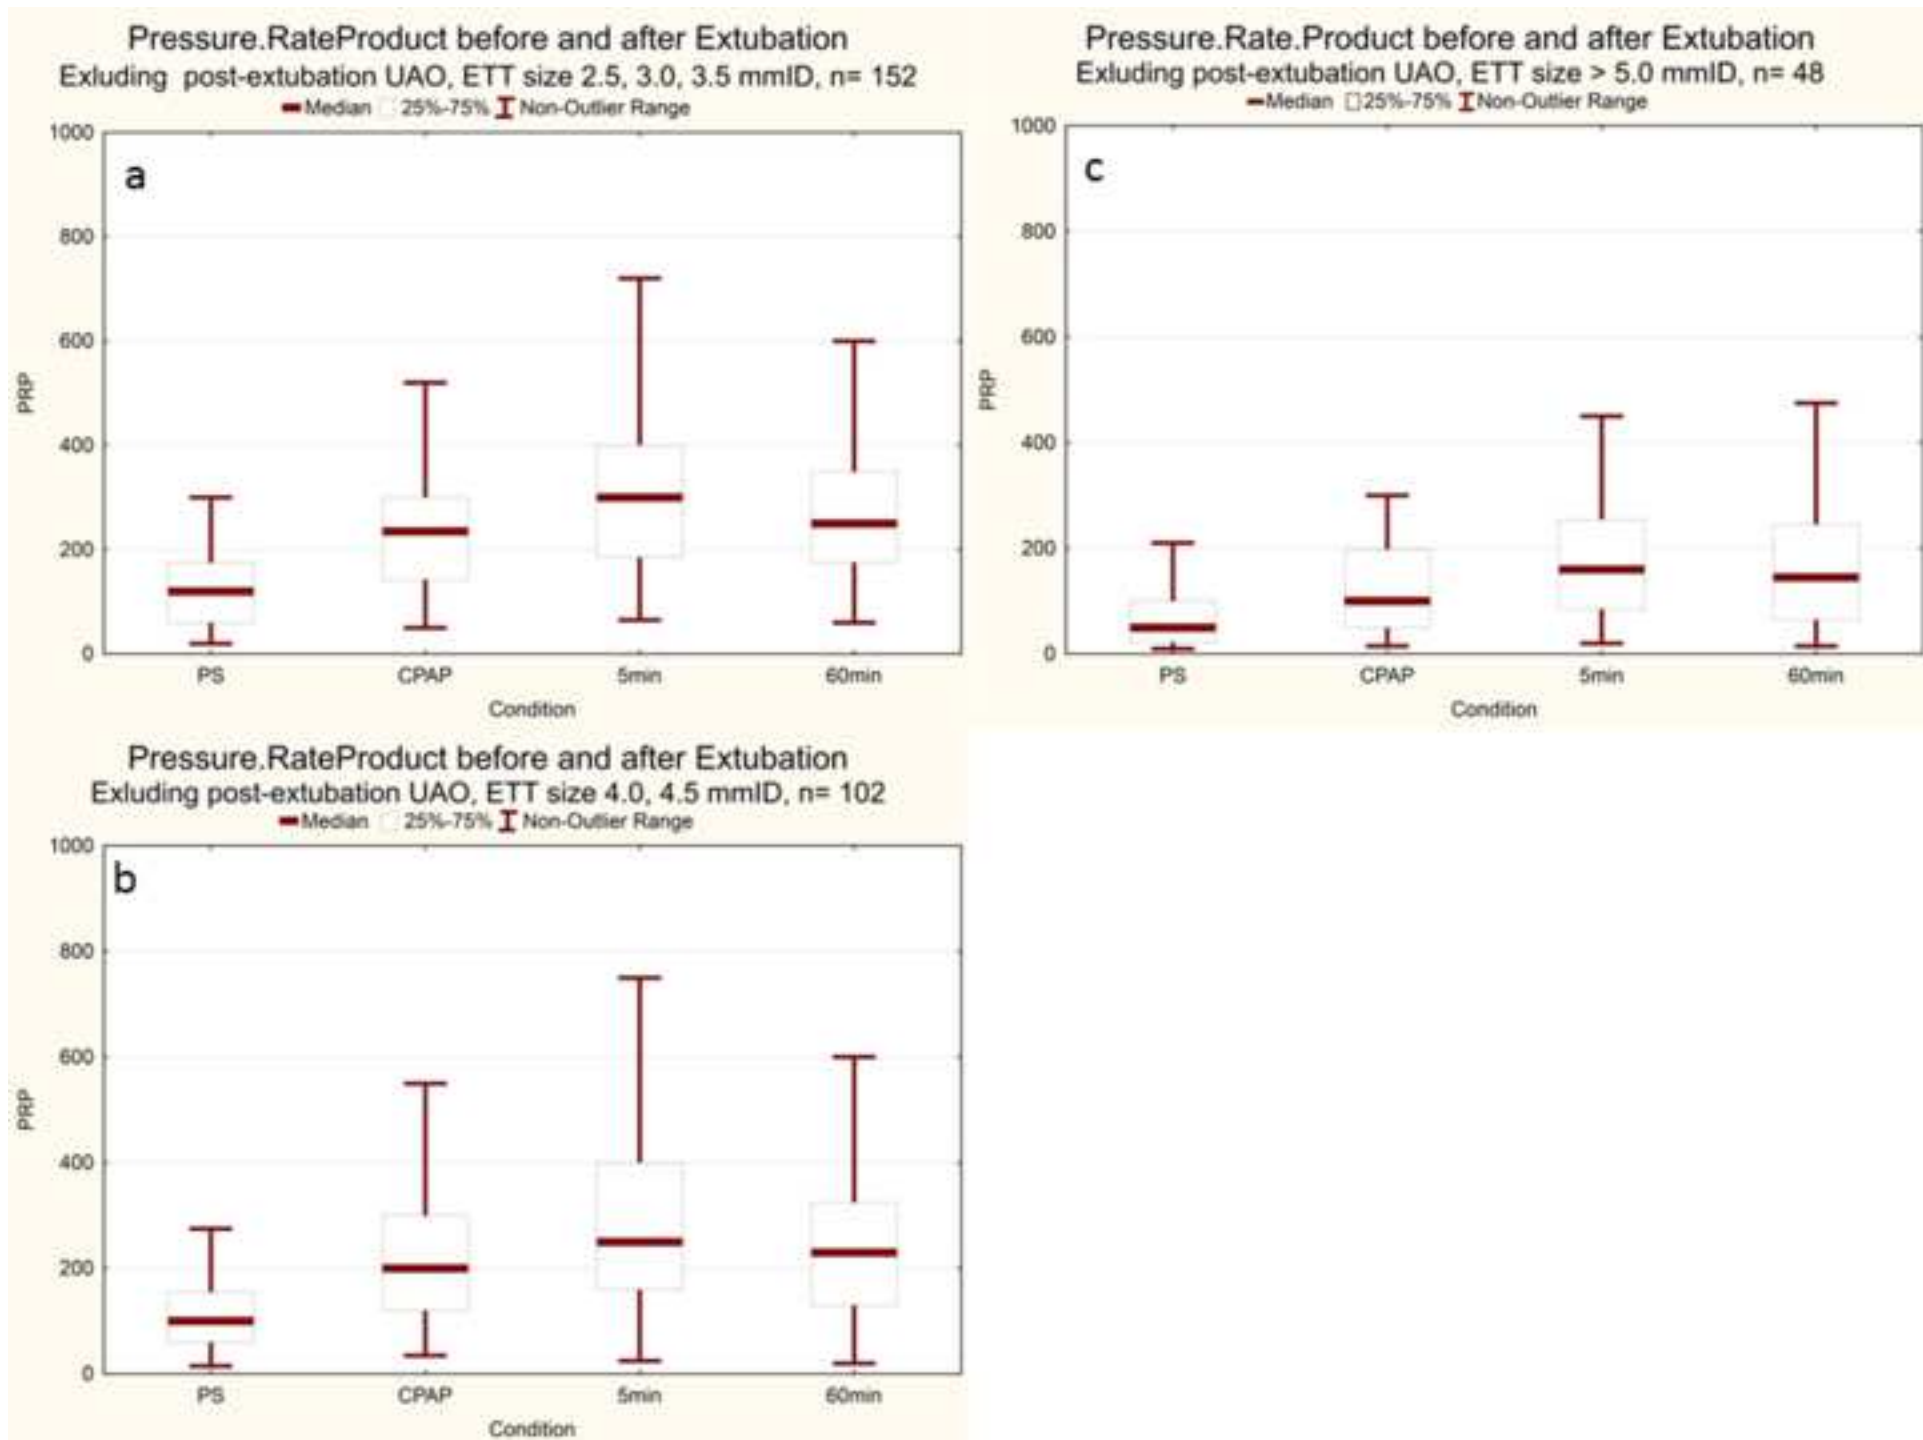 Pressure.RateProduct before and after Extubation
Exluding post-extubation UAO, ETT size 2.5, 3.0, 3.5 mmID, n= 152
Median 25%-75% Non-Outlier Range
a
1000
800
600
400
200
0
PRP
PS CPAP 5min 60min
Condition
Pressure.Rate.Product before and after Extubation
Exluding post-extubation UAO, ETT size > 5.0 mmID, n= 48
Median 25%-75% Non-Outlier Range
c
1000
800
600
400
200
0
PRP
PS CPAP 5min 60min
Condition
Pressure.RateProduct before and after Extubation
Exluding post-extubation UAO, ETT size 4.0, 4.5 mmID, n= 102
Median 25%-75% Non-Outlier Range
b
1000
800
600
400
200
0
PRP
PS CPAP 5min 60min
Condition